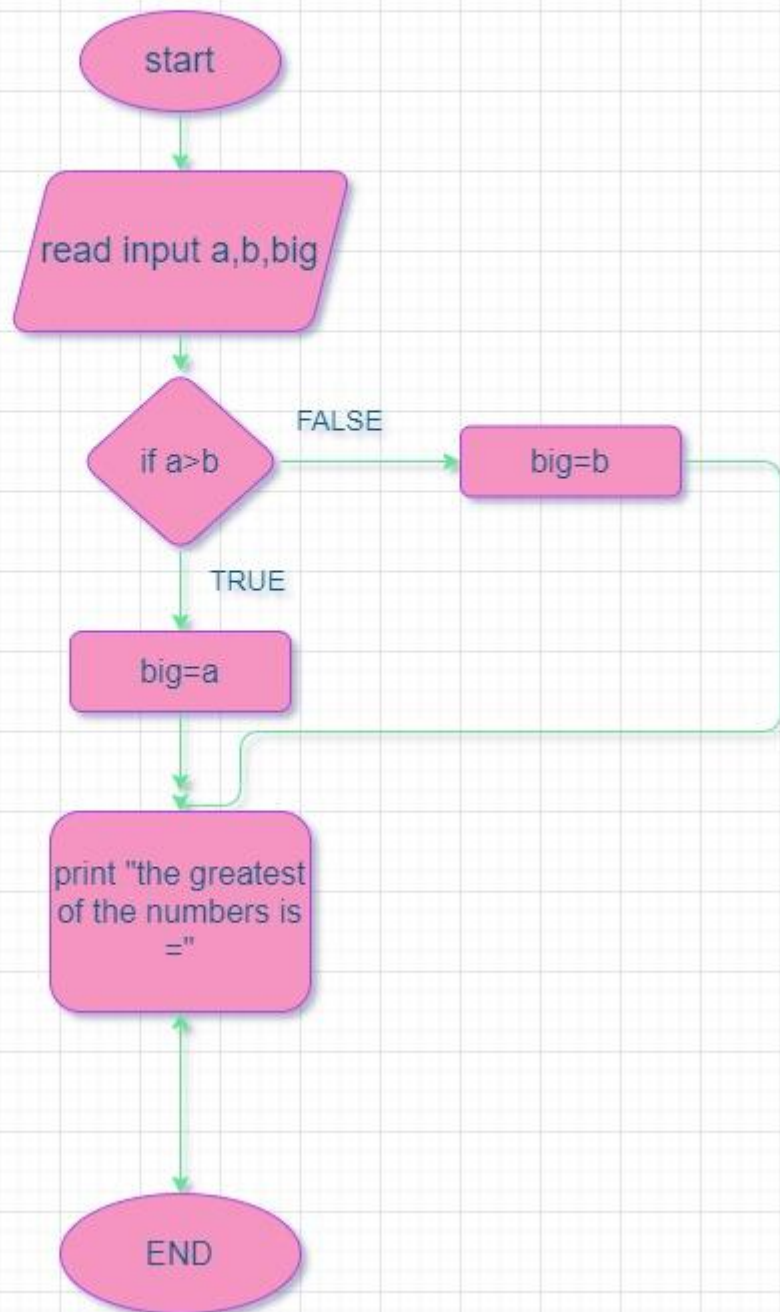 start
read input a,b,big
if a>b
FALSE
big=b
TRUE
big=a
print "the greatest
of the numbers is
="
END